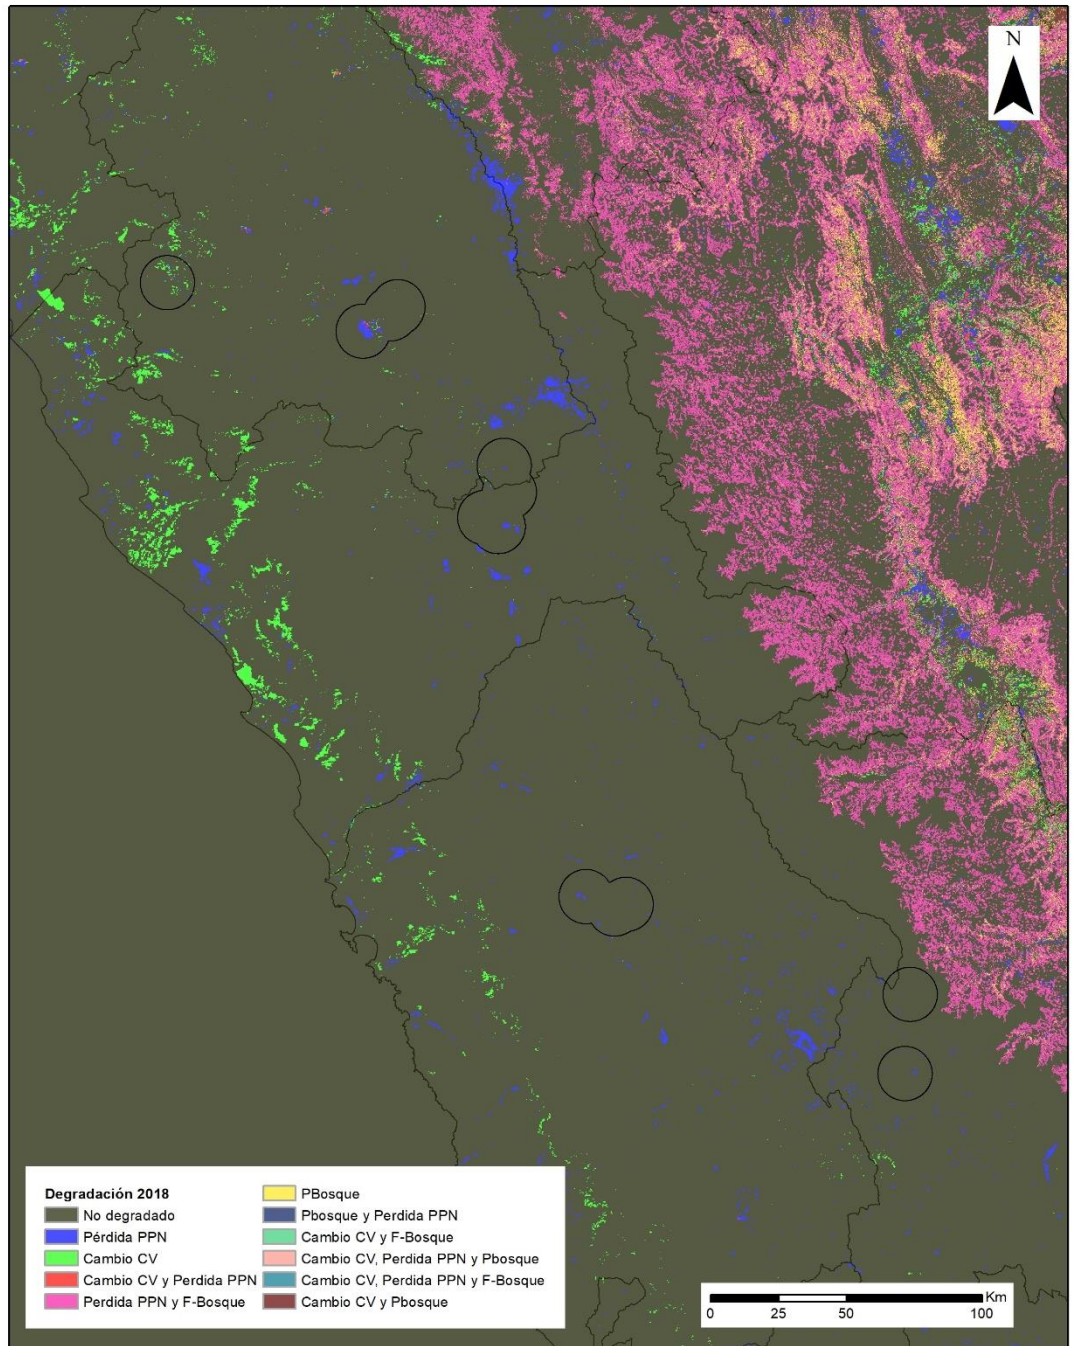 N
Degradación 2018
No degradado
Pérdida PPN
Cambio CV
Cambio CV y Perdida PPN
Perdida PPN y F-Bosque
PBosque
Pbosque y Perdida PPN
Cambio CV y F-Bosque
Cambio CV, Perdida PPN y Pbosque
Cambio CV, Perdida PPN y F-Bosque
Cambio CV y Pbosque
Km
0 25 50 100